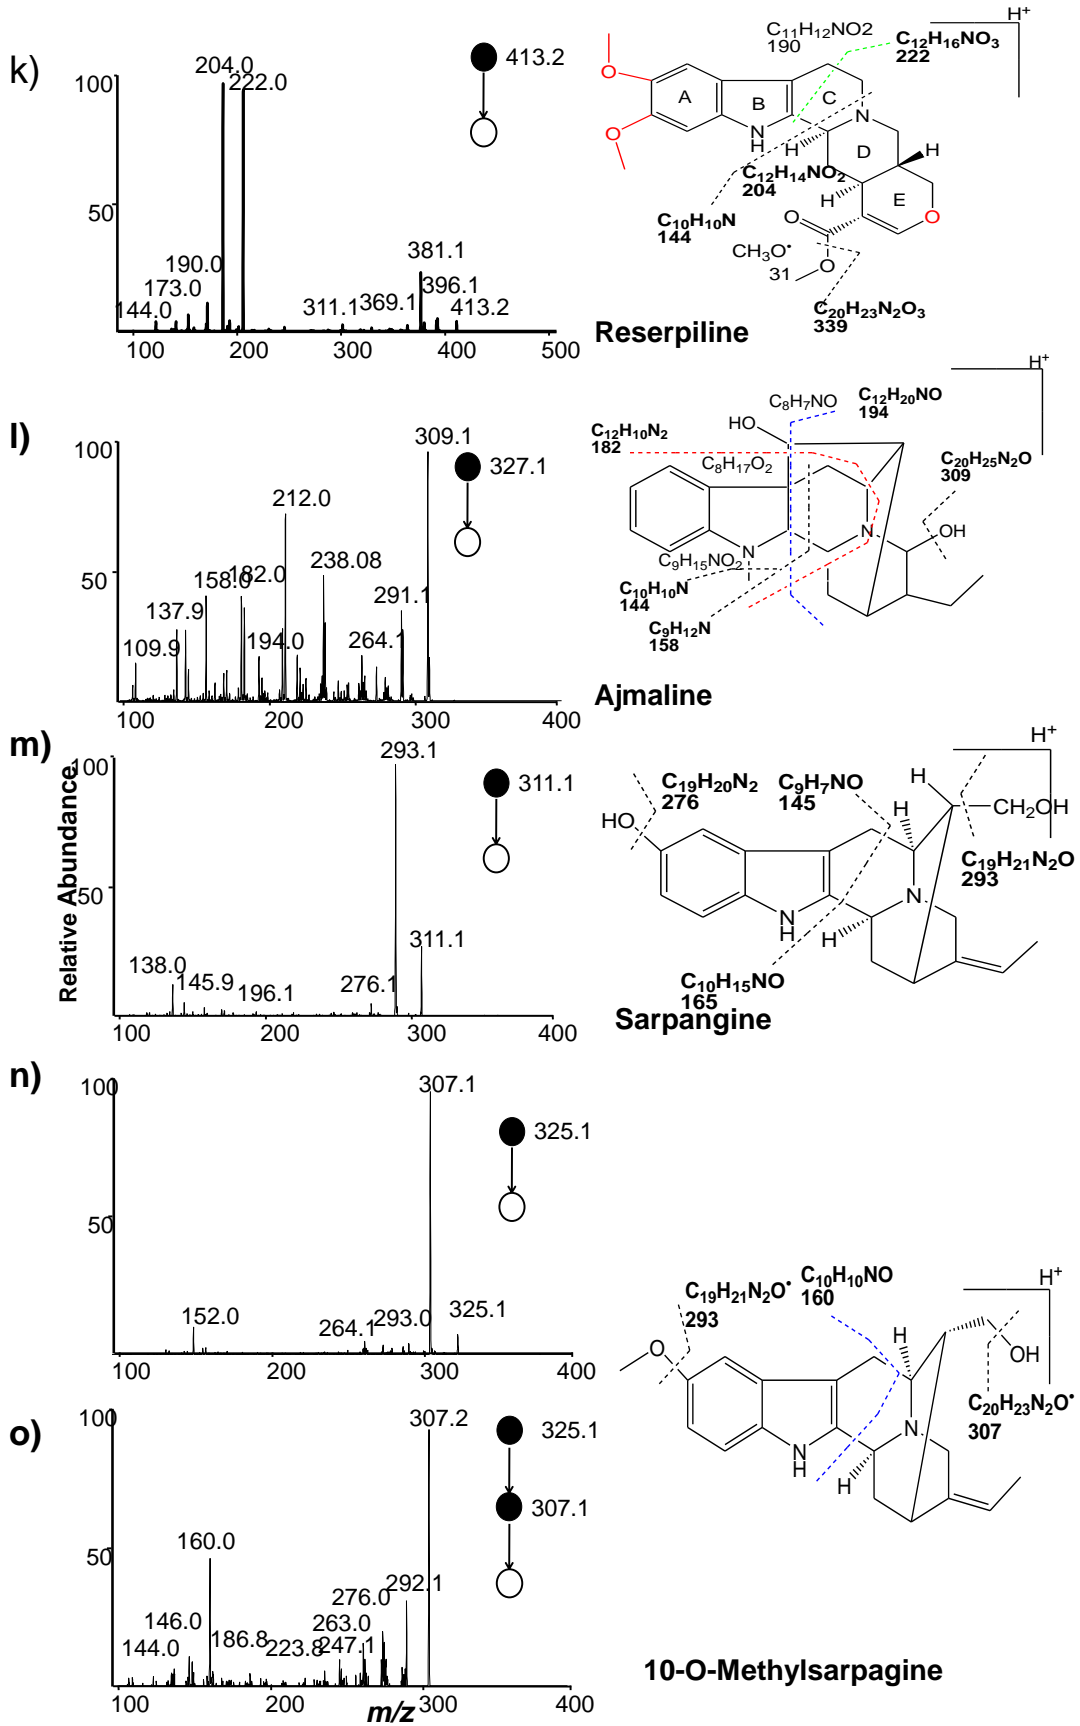 k)
100
50
204.0
222.0
413.2
190.0
173.0
144.0
311.1
369.1
381.1
396.1
413.2
100 200 300 400 500
Reserpiline
C11H12NO2
190
C12H16NO3
222
H+
O
O
A
B
C
D
E
N
N
H
H
H
H
O
O
O
C12H14NO2
204
C10H10N
144
CH3O•
31
C20H23N2O3
339
l)
100
50
309.1
327.1
212.0
238.08
158.0
182.0
137.9
109.9
194.0
264.1
291.1
100 200 300 400
Ajmaline
H+
C8H7NO
C12H20NO
194
HO
C12H10N2
182
C8H17O2
C20H25N2O
309
N
N
OH
C9H15NO2
C10H10N
144
C9H12N
158
m)
Relative Abundance
100
50
293.1
311.1
311.1
138.0
145.9
196.1
276.1
100 200 300 400
Sarpangine
H+
C19H20N2
276
C9H7NO
145
H
H
CH2OH
HO
C19H21N2O
293
N
N
H
H
C10H15NO
165
n)
100
50
307.1
325.1
152.0
264.1
293.0
325.1
100 200 300 400
o)
100
50
307.2
325.1
307.1
160.0
146.0
144.0
186.8
223.8
247.1
263.0
276.0
292.1
100 200 300 400
m/z
C19H21N2O•
293
C10H10NO
160
H+
O
H
OH
C20H23N2O•
307
N
N
H
H
10-O-Methylsarpagine